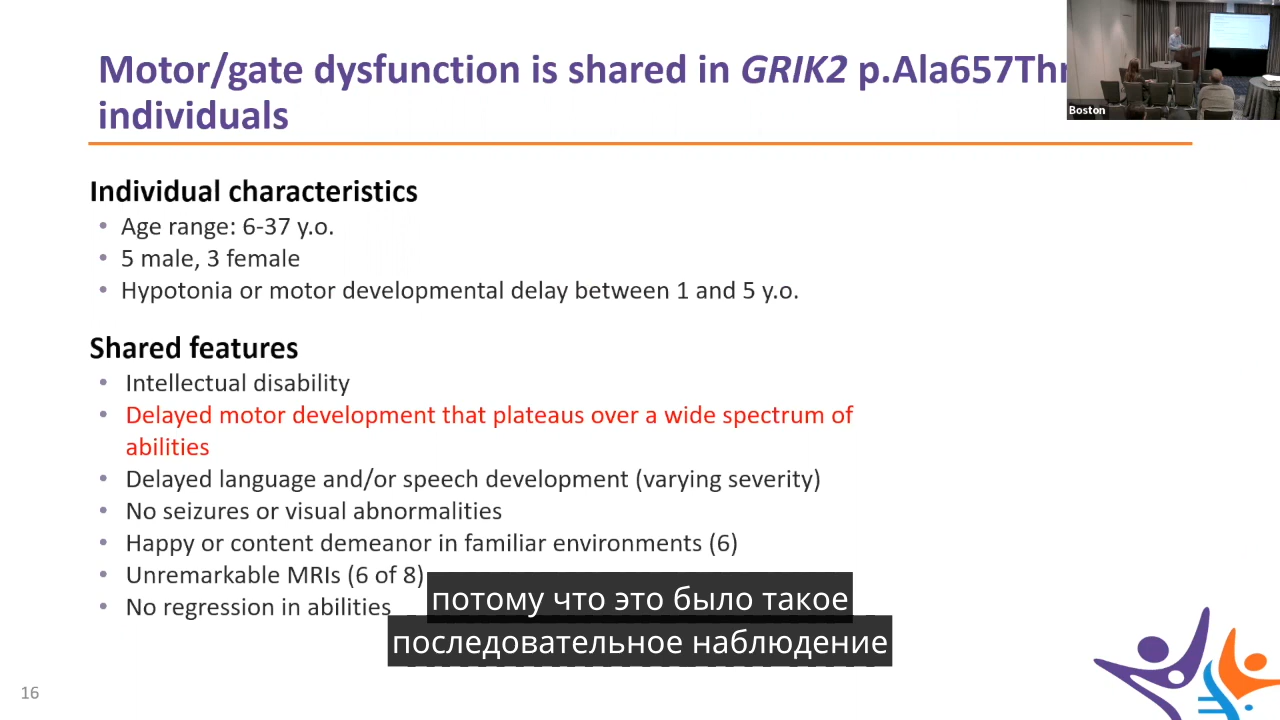 Motor/gate dysfunction is shared in GRIK2 p.Ala657Thr
individuals
Boston
Individual characteristics
• Age range: 6-37 y.o.
• 5 male, 3 female
• Hypotonia or motor developmental delay between 1 and 5 y.o.
Shared features
• Intellectual disability
• Delayed motor development that plateaus over a wide spectrum of
abilities
• Delayed language and/or speech development (varying severity)
• No seizures or visual abnormalities
• Happy or content demeanor in familiar environments (6)
• Unremarkable MRIs (6 of 8)
• No regression in abilities
потому что это было такое
последовательное наблюдение
16